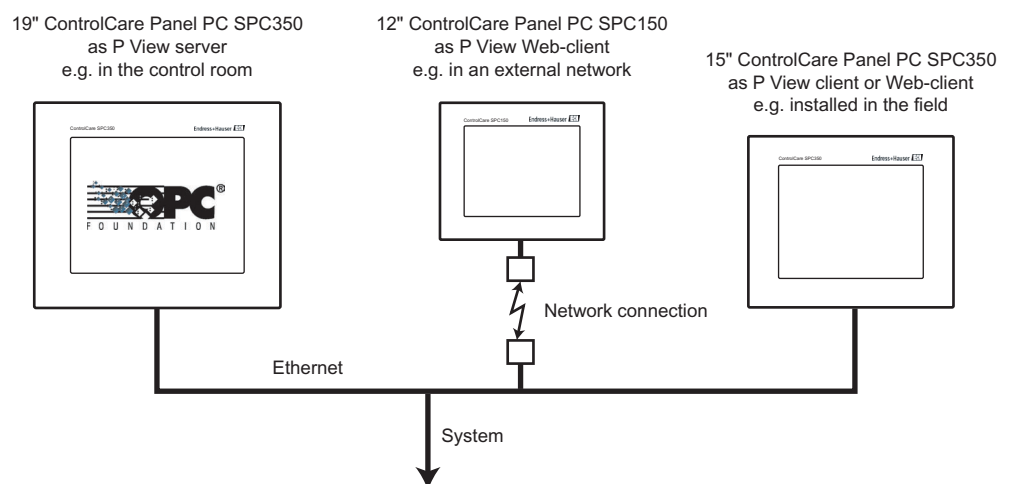 19" ControlCare Panel PC SPC350
as P View server
e.g. in the control room
12" ControlCare Panel PC SPC150
as P View Web-client
e.g. in an external network
15" ControlCare Panel PC SPC350
as P View client or Web-client
e.g. installed in the field
ControlCare SPC350
Endress+Hauser
OPC®
FOUNDATION
ControlCare SPC150
Endress+Hauser
ControlCare SPC350
Endress+Hauser
Network connection
Ethernet
System